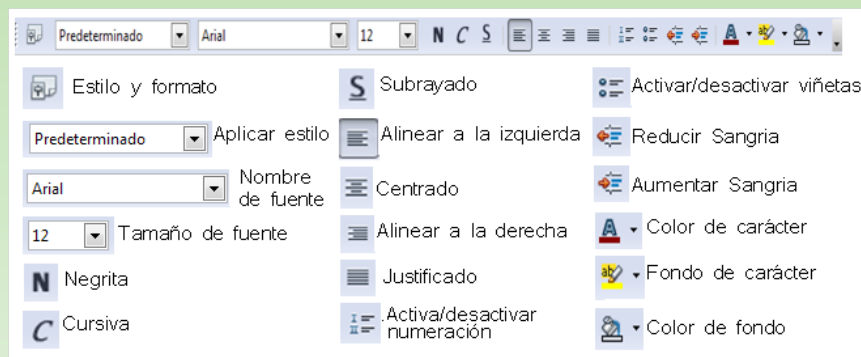 Predeterminado Arial 12 N C S
Estilo y formato
Predeterminado Aplicar estilo
Arial Nombre
de fuente
12 Tamaño de fuente
N Negrita
C Cursiva
S Subrayado
Alinear a la izquierda
Centrado
Alinear a la derecha
Justificado
.Activa/desactivar
numeración
Activar/desactivar viñetas
Reducir Sangria
Aumentar Sangria
A Color de carácter
ab Fondo de carácter
Color de fondo